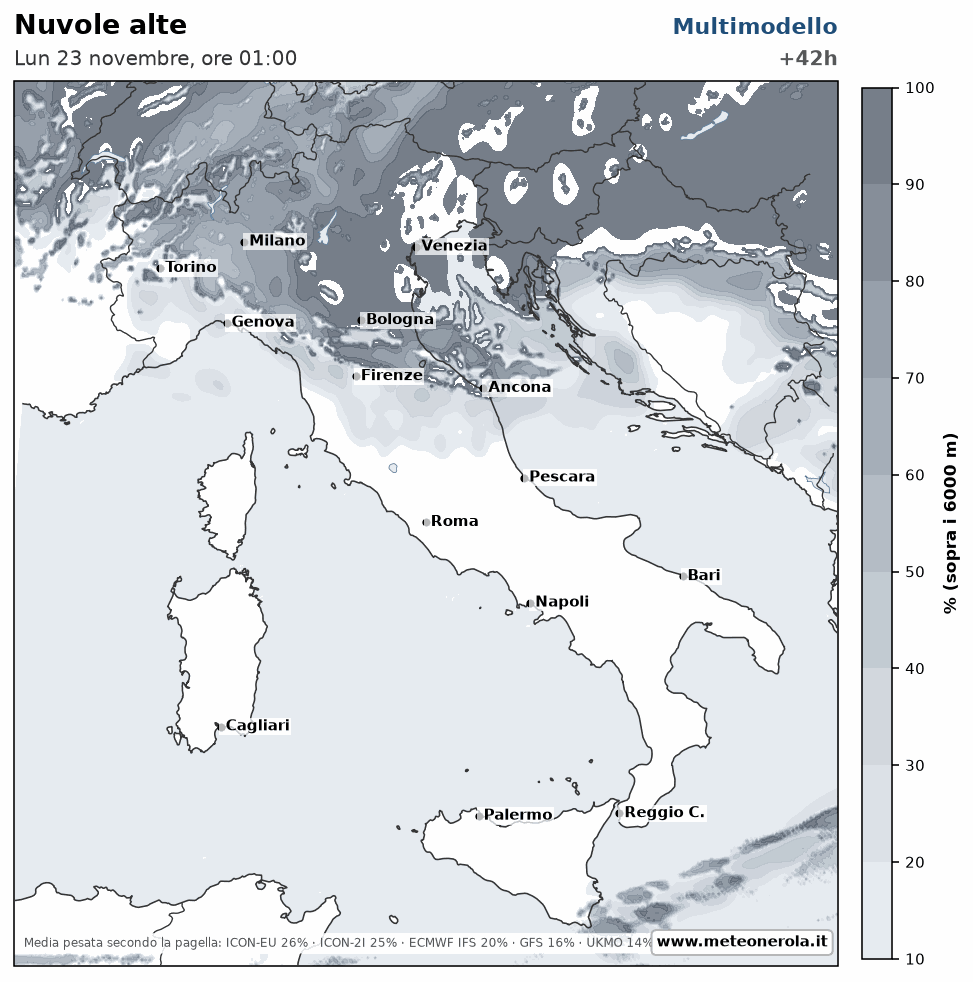 Nuvole alte
Multimodello
Lun 23 novembre, ore 01:00
+42h
100
90
80
70
60
50
40
30
20
10
% (sopra i 6000 m)
Milano
Venezia
Torino
Genova
Bologna
Firenze
Ancona
Pescara
Roma
Bari
Napoli
Cagliari
Palermo
Reggio C.
Media pesata secondo la pagella: ICON-EU 26% · ICON-2I 25% · ECMWF IFS 20% · GFS 16% · UKMO 14%
www.meteonerola.it